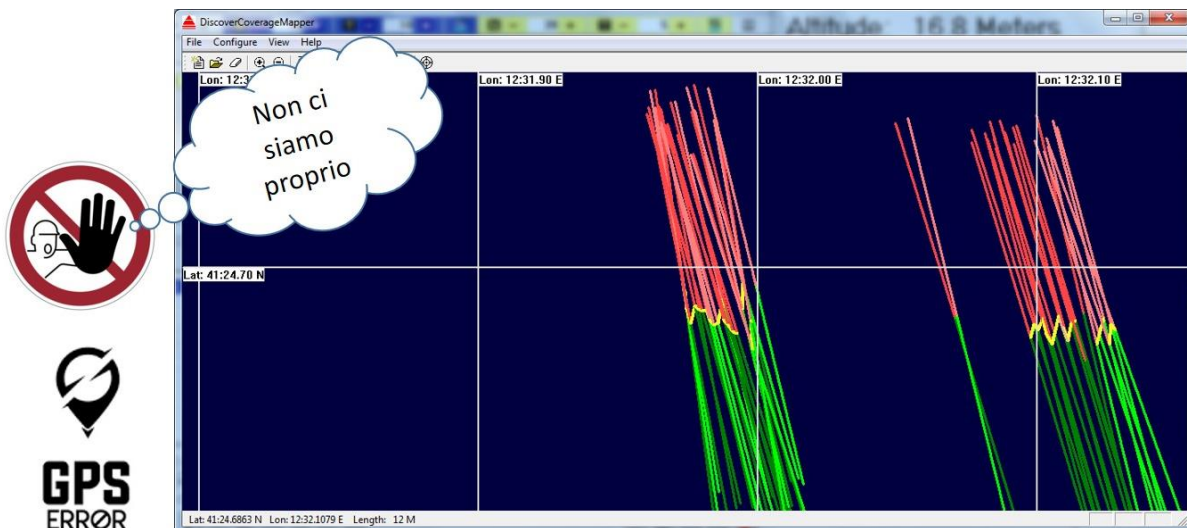 DiscoverCoverageMapper
Altitude 16.8 Meters
File Configure View Help
Lon: 12:31.90 E
Lon: 12:32.00 E
Lon: 12:32.10 E
Non ci
siamo
proprio
Lat: 41:24.70 N
GPS
ERRØR
Lat: 41:24.6863 N Lon: 12:32.1079 E Length: 12 M